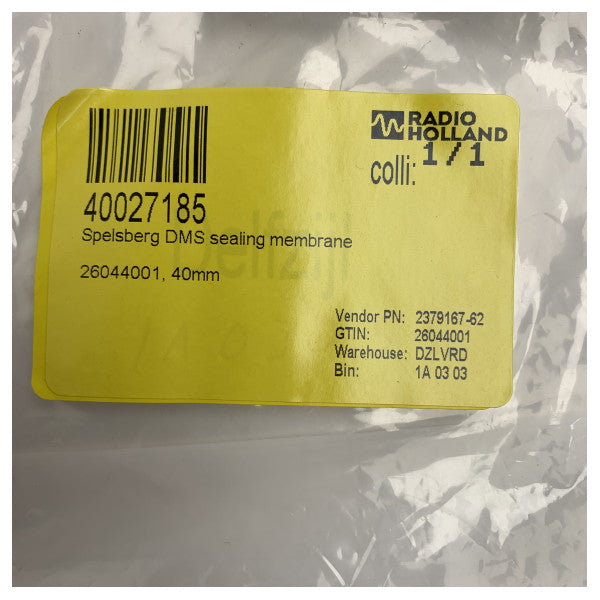 RADIO
HOLLAND
colli: 1/1
40027185
Spelsberg DMS sealing membrane
Delfzijl
26044001, 40mm
Vendor PN: 2379167-62
GTIN: 26044001
Warehouse: DZLVRD
Bin: 1A 03 03